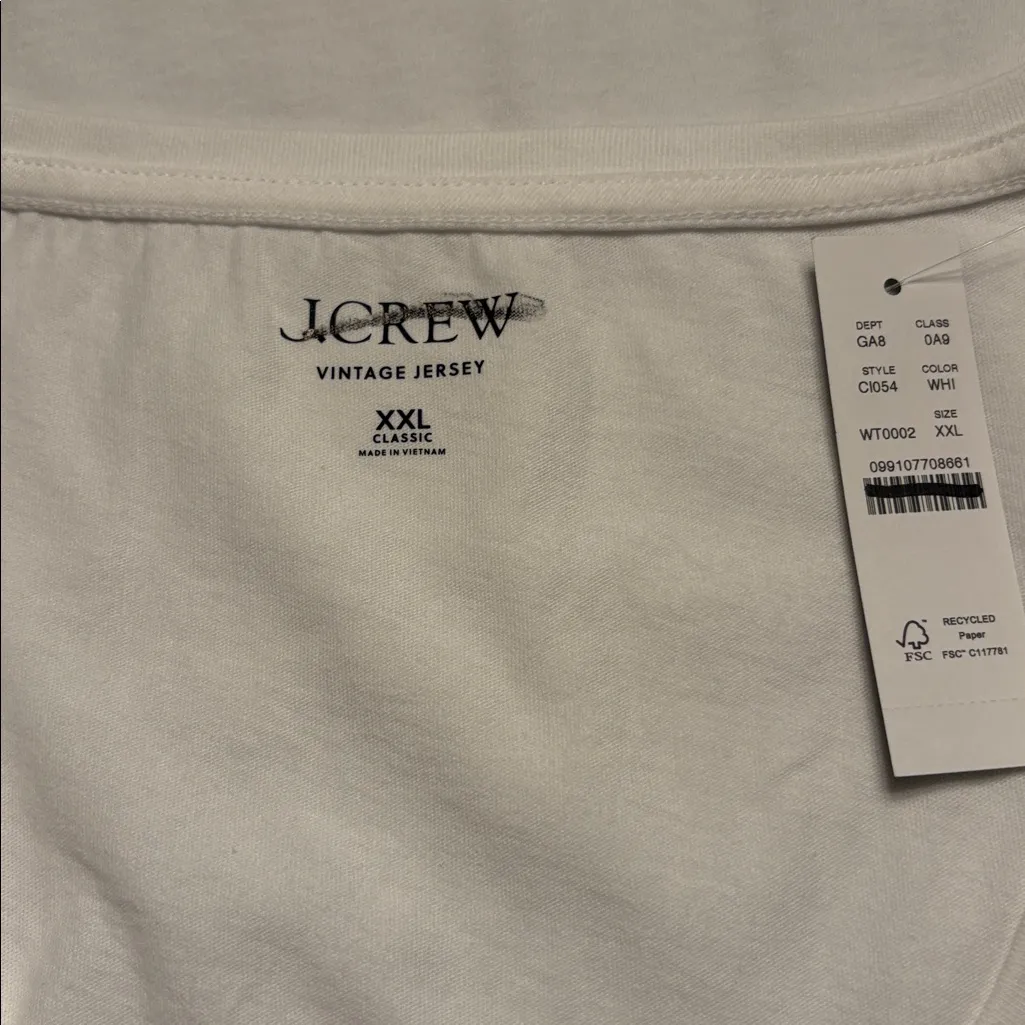 J.CREW
VINTAGE JERSEY
XXL
CLASSIC
MADE IN VIETNAM
DEPT CLASS
GA8 0A9
STYLE COLOR
CI054 WHI
SIZE
WT0002 XXL
099107708661
RECYCLED
Paper
FSC™ C117781
FSC